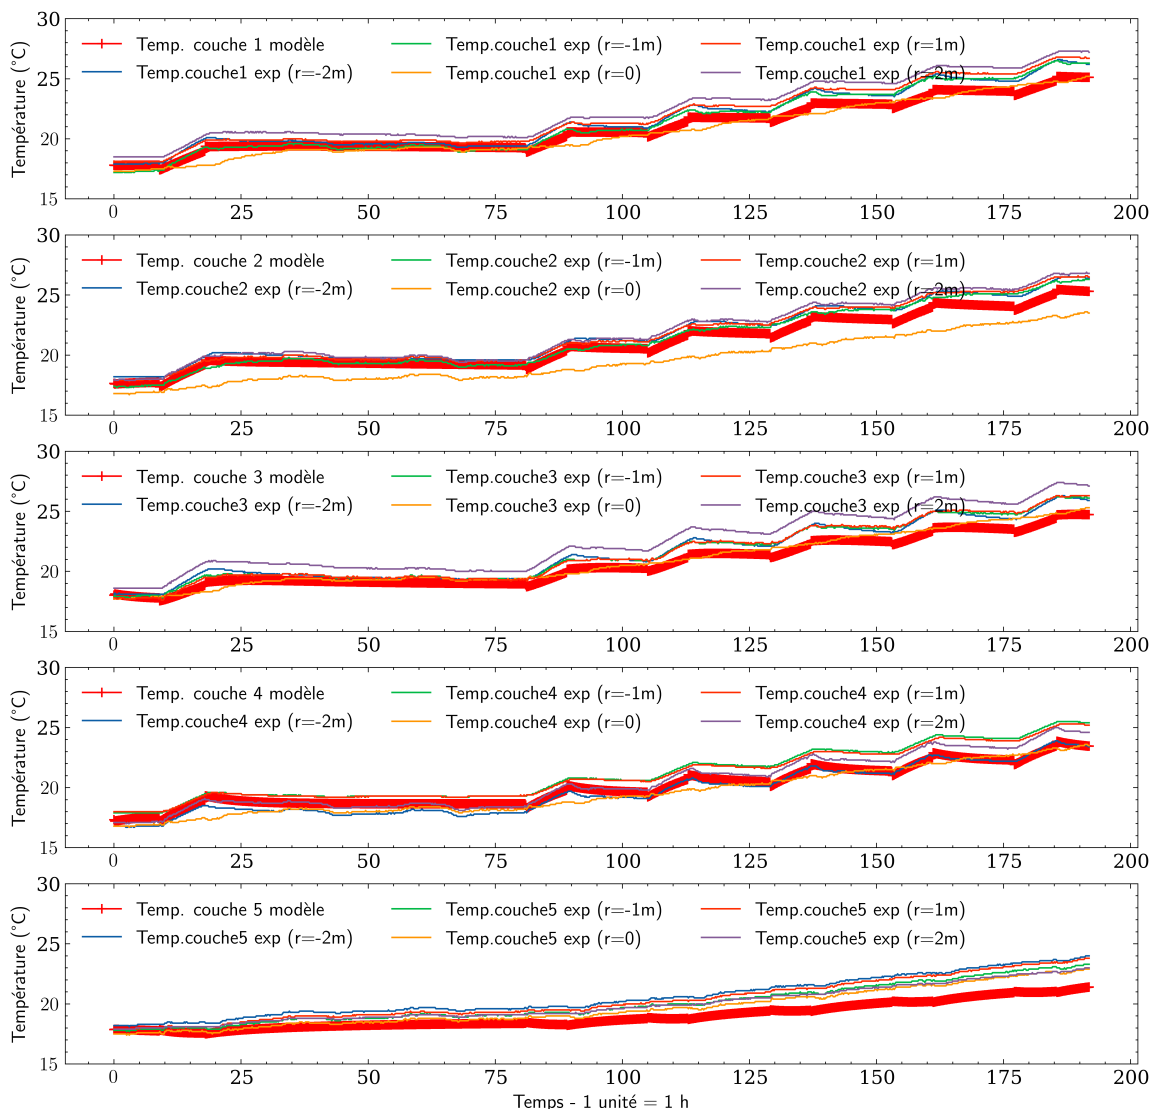 30
25
20
15
Température (°C)
Temp. couche 1 modèle
Temp.couche1 exp (r=-2m)
Temp.couche1 exp (r=-1m)
Temp.couche1 exp (r=0)
Temp.couche1 exp (r=1m)
Temp.couche1 exp (r=2m)
0 25 50 75 100 125 150 175 200
30
25
20
15
Température (°C)
Temp. couche 2 modèle
Temp.couche2 exp (r=-2m)
Temp.couche2 exp (r=-1m)
Temp.couche2 exp (r=0)
Temp.couche2 exp (r=1m)
Temp.couche2 exp (r=2m)
0 25 50 75 100 125 150 175 200
30
25
20
15
Température (°C)
Temp. couche 3 modèle
Temp.couche3 exp (r=-2m)
Temp.couche3 exp (r=-1m)
Temp.couche3 exp (r=0)
Temp.couche3 exp (r=1m)
Temp.couche3 exp (r=2m)
0 25 50 75 100 125 150 175 200
30
25
20
15
Température (°C)
Temp. couche 4 modèle
Temp.couche4 exp (r=-2m)
Temp.couche4 exp (r=-1m)
Temp.couche4 exp (r=0)
Temp.couche4 exp (r=1m)
Temp.couche4 exp (r=2m)
0 25 50 75 100 125 150 175 200
30
25
20
15
Température (°C)
Temp. couche 5 modèle
Temp.couche5 exp (r=-2m)
Temp.couche5 exp (r=-1m)
Temp.couche5 exp (r=0)
Temp.couche5 exp (r=1m)
Temp.couche5 exp (r=2m)
0 25 50 75 100 125 150 175 200
Temps - 1 unité = 1 h